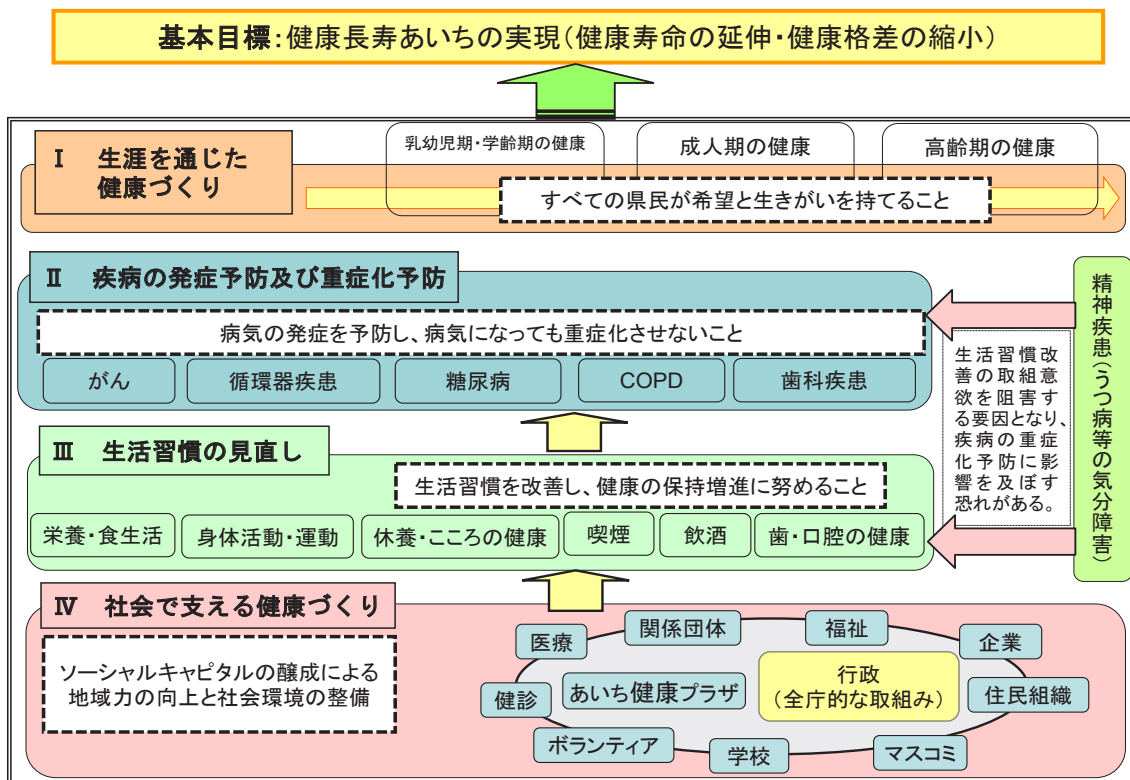 基本目標:健康長寿あいちの実現(健康寿命の延伸・健康格差の縮小)
Ⅰ 生涯を通じた
健康づくり
乳幼児期・学齢期の健康
成人期の健康
高齢期の健康
すべての県民が希望と生きがいを持てること
Ⅱ 疾病の発症予防及び重症化予防
病気の発症を予防し、病気になっても重症化させないこと
がん
循環器疾患
糖尿病
COPD
歯科疾患
精神疾患(うつ病等の気分障害)
生活習慣改
善の取組意
欲を阻害す
る要因となり、
疾病の重症
化予防に影
響を及ぼす
恐れがある。
Ⅲ 生活習慣の見直し
生活習慣を改善し、健康の保持増進に努めること
栄養・食生活
身体活動・運動
休養・こころの健康
喫煙
飲酒
歯・口腔の健康
Ⅳ 社会で支える健康づくり
ソーシャルキャピタルの醸成による
地域力の向上と社会環境の整備
医療
関係団体
福祉
企業
健診
あいち健康プラザ
行政
(全庁的な取組み)
住民組織
ボランティア
学校
マスコミ